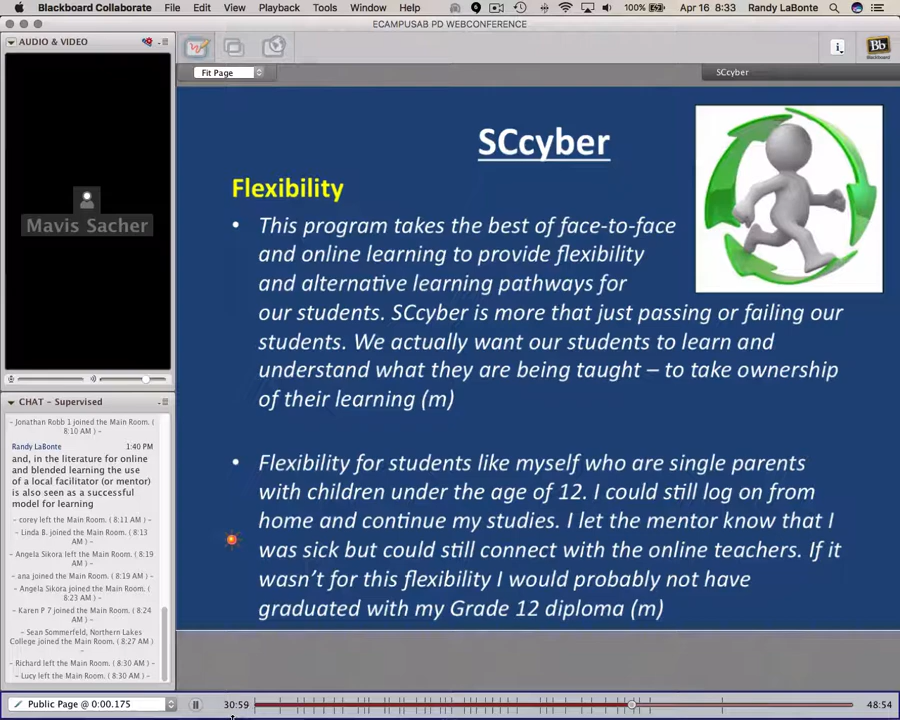 Blackboard Collaborate File Edit View Playback Tools Window Help 100% Apr 16 8:33 Randy LaBonte
ECAMPUSAB PD WEBCONFERENCE
AUDIO & VIDEO
Fit Page
SCcyber
Bb
Blackboard
Mavis Sacher
SCcyber
Flexibility
• This program takes the best of face-to-face
and online learning to provide flexibility
and alternative learning pathways for
our students. SCcyber is more that just passing or failing our
students. We actually want our students to learn and
understand what they are being taught – to take ownership
of their learning (m)
• Flexibility for students like myself who are single parents
with children under the age of 12. I could still log on from
home and continue my studies. I let the mentor know that I
was sick but could still connect with the online teachers. If it
wasn't for this flexibility I would probably not have
graduated with my Grade 12 diploma (m)
CHAT - Supervised
- Jonathan Robb 1 joined the Main Room. (
8:10 AM ) -
Randy LaBonte 1:40 PM
and, in the literature for online
and blended learning the use
of a local facilitator (or mentor)
is also seen as a successful
model for learning
- corey left the Main Room. ( 8:11 AM ) -
- Linda B. left the Main Room. ( 8:13
AM ) -
- Angela Sikora left the Main Room. ( 8:19
AM ) -
- ana joined the Main Room. ( 8:19 AM ) -
- Angela Sikora joined the Main Room. (
8:23 AM ) -
- Karen P 7 joined the Main Room. ( 8:24
AM ) -
- Sean Sommerfeld, Northern Lakes
College joined the Main Room. ( 8:27 AM )
-
- Richard left the Main Room. ( 8:30 AM ) -
- Lucy left the Main Room. ( 8:30 AM ) -
Public Page @ 0:00.175
30:59
48:54